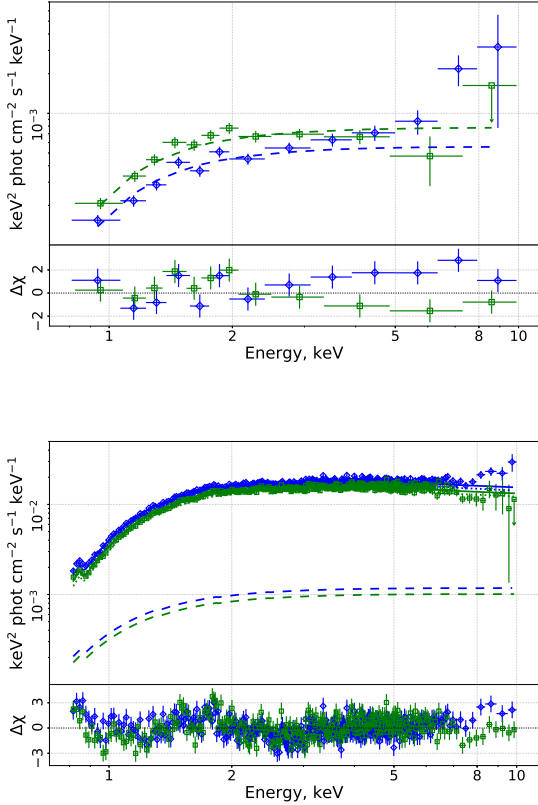 keV² phot cm⁻² s⁻¹ keV⁻¹
10⁻³
Δχ
2
0
−2
1 2 5 8 10
Energy, keV
keV² phot cm⁻² s⁻¹ keV⁻¹
10⁻²
10⁻³
Δχ
3
0
−3
1 2 5 8 10
Energy, keV